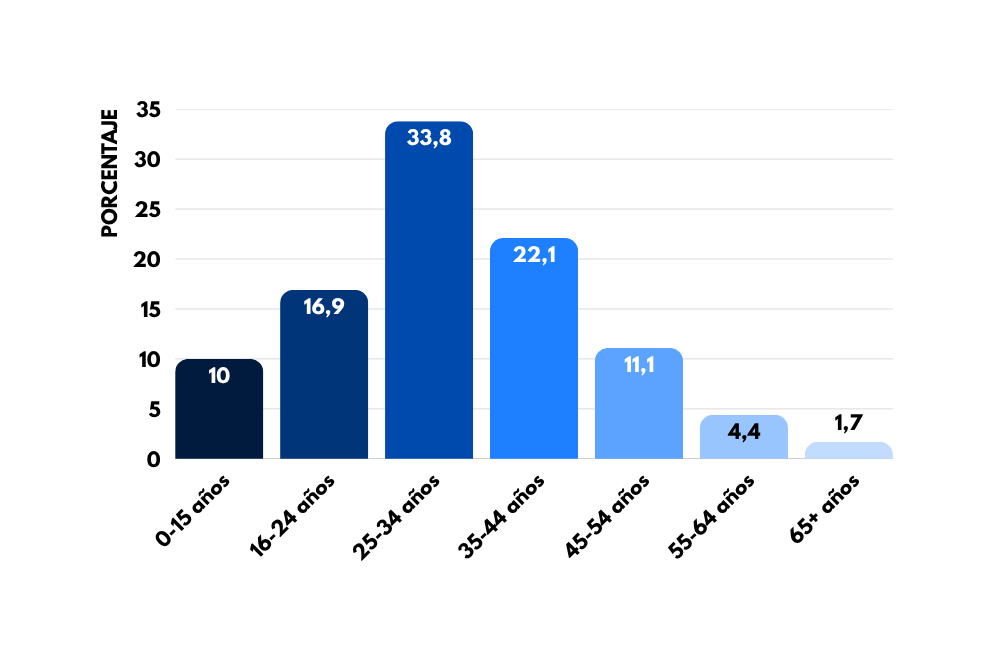 PORCENTAJE
35
30
25
20
15
10
5
0
10
16,9
33,8
22,1
11,1
4,4
1,7
0-15 años
16-24 años
25-34 años
35-44 años
45-54 años
55-64 años
65+ años